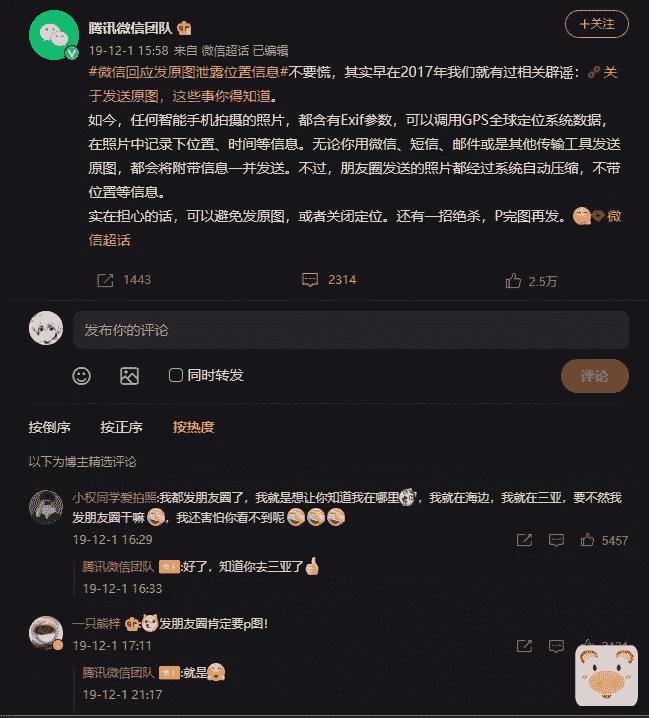 腾讯微信团队
+关注
19-12-1 15:58 来自 微信超话 已编辑
#微信回应发原图泄露位置信息#不要慌，其实早在2017年我们就有过相关辟谣：关
于发送原图，这些事你得知道。
如今，任何智能手机拍摄的照片，都含有Exif参数，可以调用GPS全球定位系统数据，
在照片中记录下位置、时间等信息。无论你用微信、短信、邮件或是其他传输工具发送
原图，都会将附带信息一并发送。不过，朋友圈发送的照片都经过系统自动压缩，不带
位置等信息。
实在担心的话，可以避免发原图，或者关闭定位。还有一招绝杀，P完图再发。微
信超话
1443
2314
2.5万
发布你的评论
同时转发
评论
按倒序
按正序
按热度
以下为博主精选评论
小权同学爱拍照:我都发朋友圈了，我就是想让你知道我在哪里，我就在海边，我就在三亚，要不然我
发朋友圈干嘛，我还害怕你看不到呢
19-12-1 16:29
5457
腾讯微信团队 :好了，知道你去三亚了
19-12-1 16:33
一只熊梓 :发朋友圈肯定要p图！
19-12-1 17:11
腾讯微信团队 :就是
19-12-1 21:17